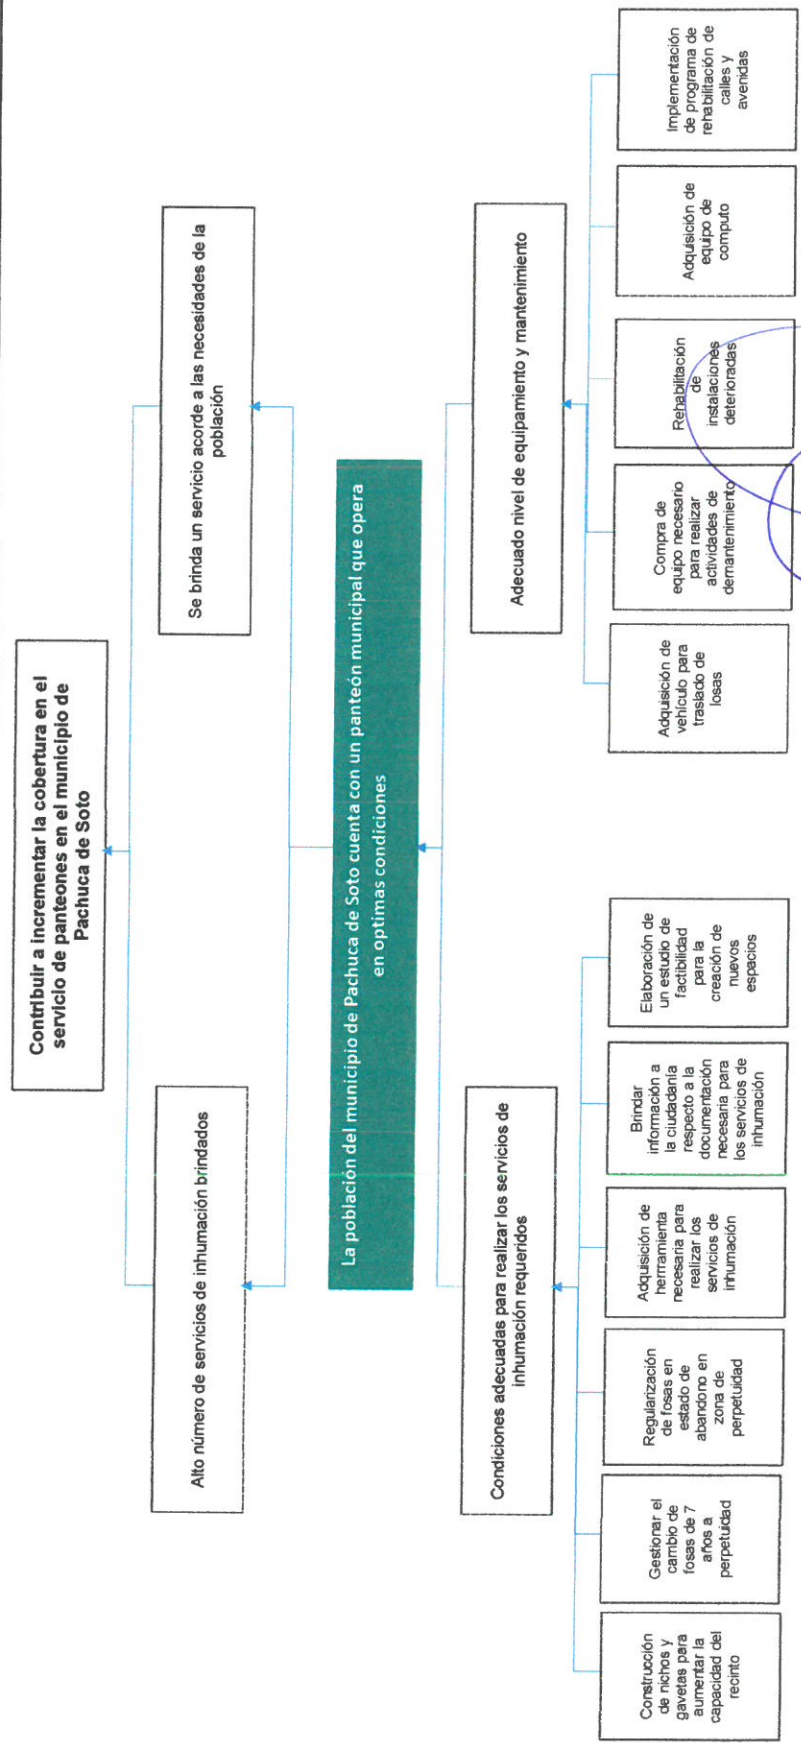 Contribuir a incrementar la cobertura en el
servicio de panteones en el municipio de
Pachuca de Soto
Alto número de servicios de inhumación brindados
Se brinda un servicio acorde a las necesidades de la
población
La población del municipio de Pachuca de Soto cuenta con un panteón municipal que opera
en optimas condiciones
Condiciones adecuadas para realizar los servicios de
inhumación requeridos
Adecuado nivel de equipamiento y mantenimiento
Construcción
de nichos y
gavetas para
aumentar la
capacidad del
recinto
Gestionar el
cambio de
fosas de 7
años a
perpetuidad
Regularización
de fosas en
estado de
abandono en
zona de
perpetuidad
Adquisición de
herrramienta
necesaria para
realizar los
servicios de
inhumación
Brindar
información a
la ciudadanía
respecto a la
documentación
necesaria para
los servicios de
inhumación
Elaboración de
un estudio de
factibilidad
para la
creación de
nuevos
espacios
Adquisición de
vehículo para
traslado de
losas
Compra de
equipo necesario
para realizar
actividades de
demantenimiento
Rehabilitación
de
instalaciones
deterioradas
Adquisición de
equipo de
computo
Implementación
de programa de
rehabilitación de
calles y
avenidas